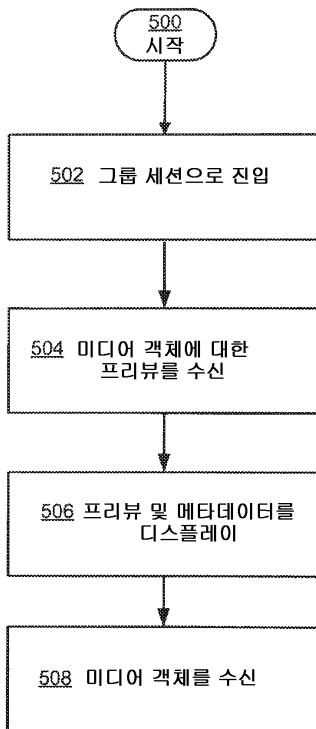 500
시작
502 그룹 세션으로 진입
504 미디어 객체에 대한
프리뷰를 수신
506 프리뷰 및 메타데이터를
디스플레이
508 미디어 객체를 수신